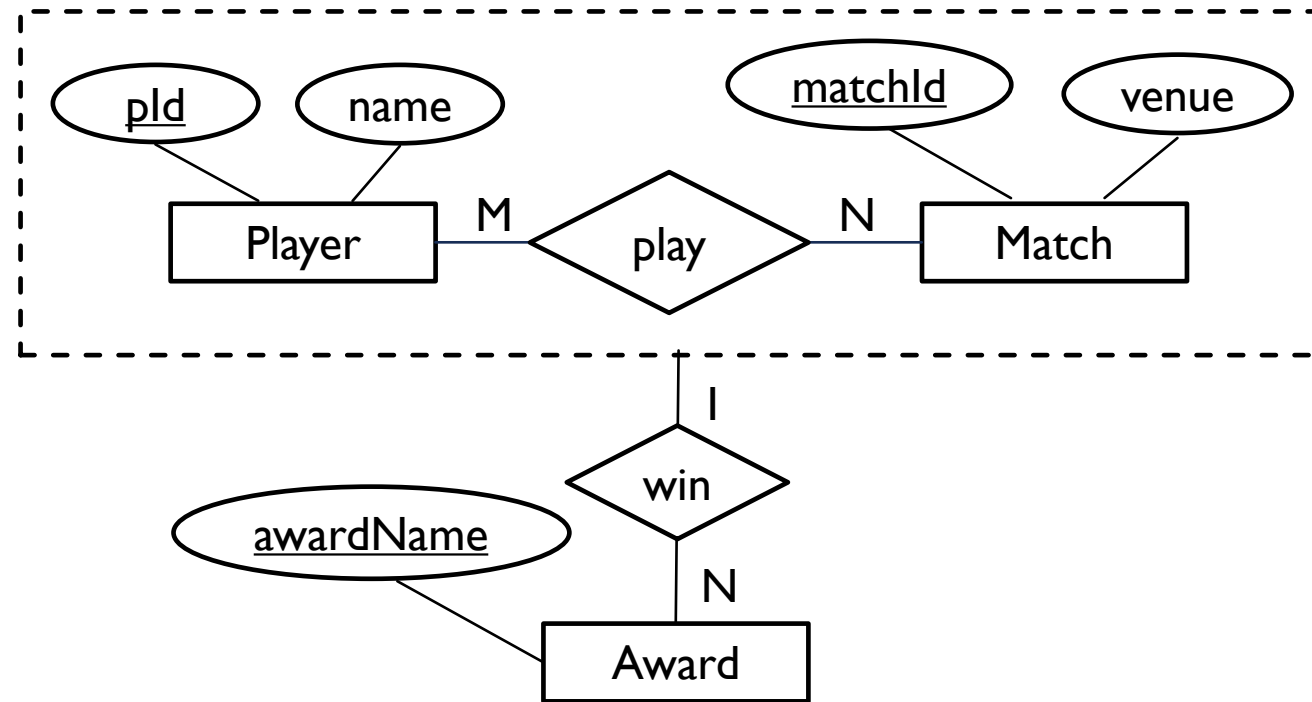 pId
name
matchId
venue
Player
M
play
N
Match
1
win
awardName
N
Award